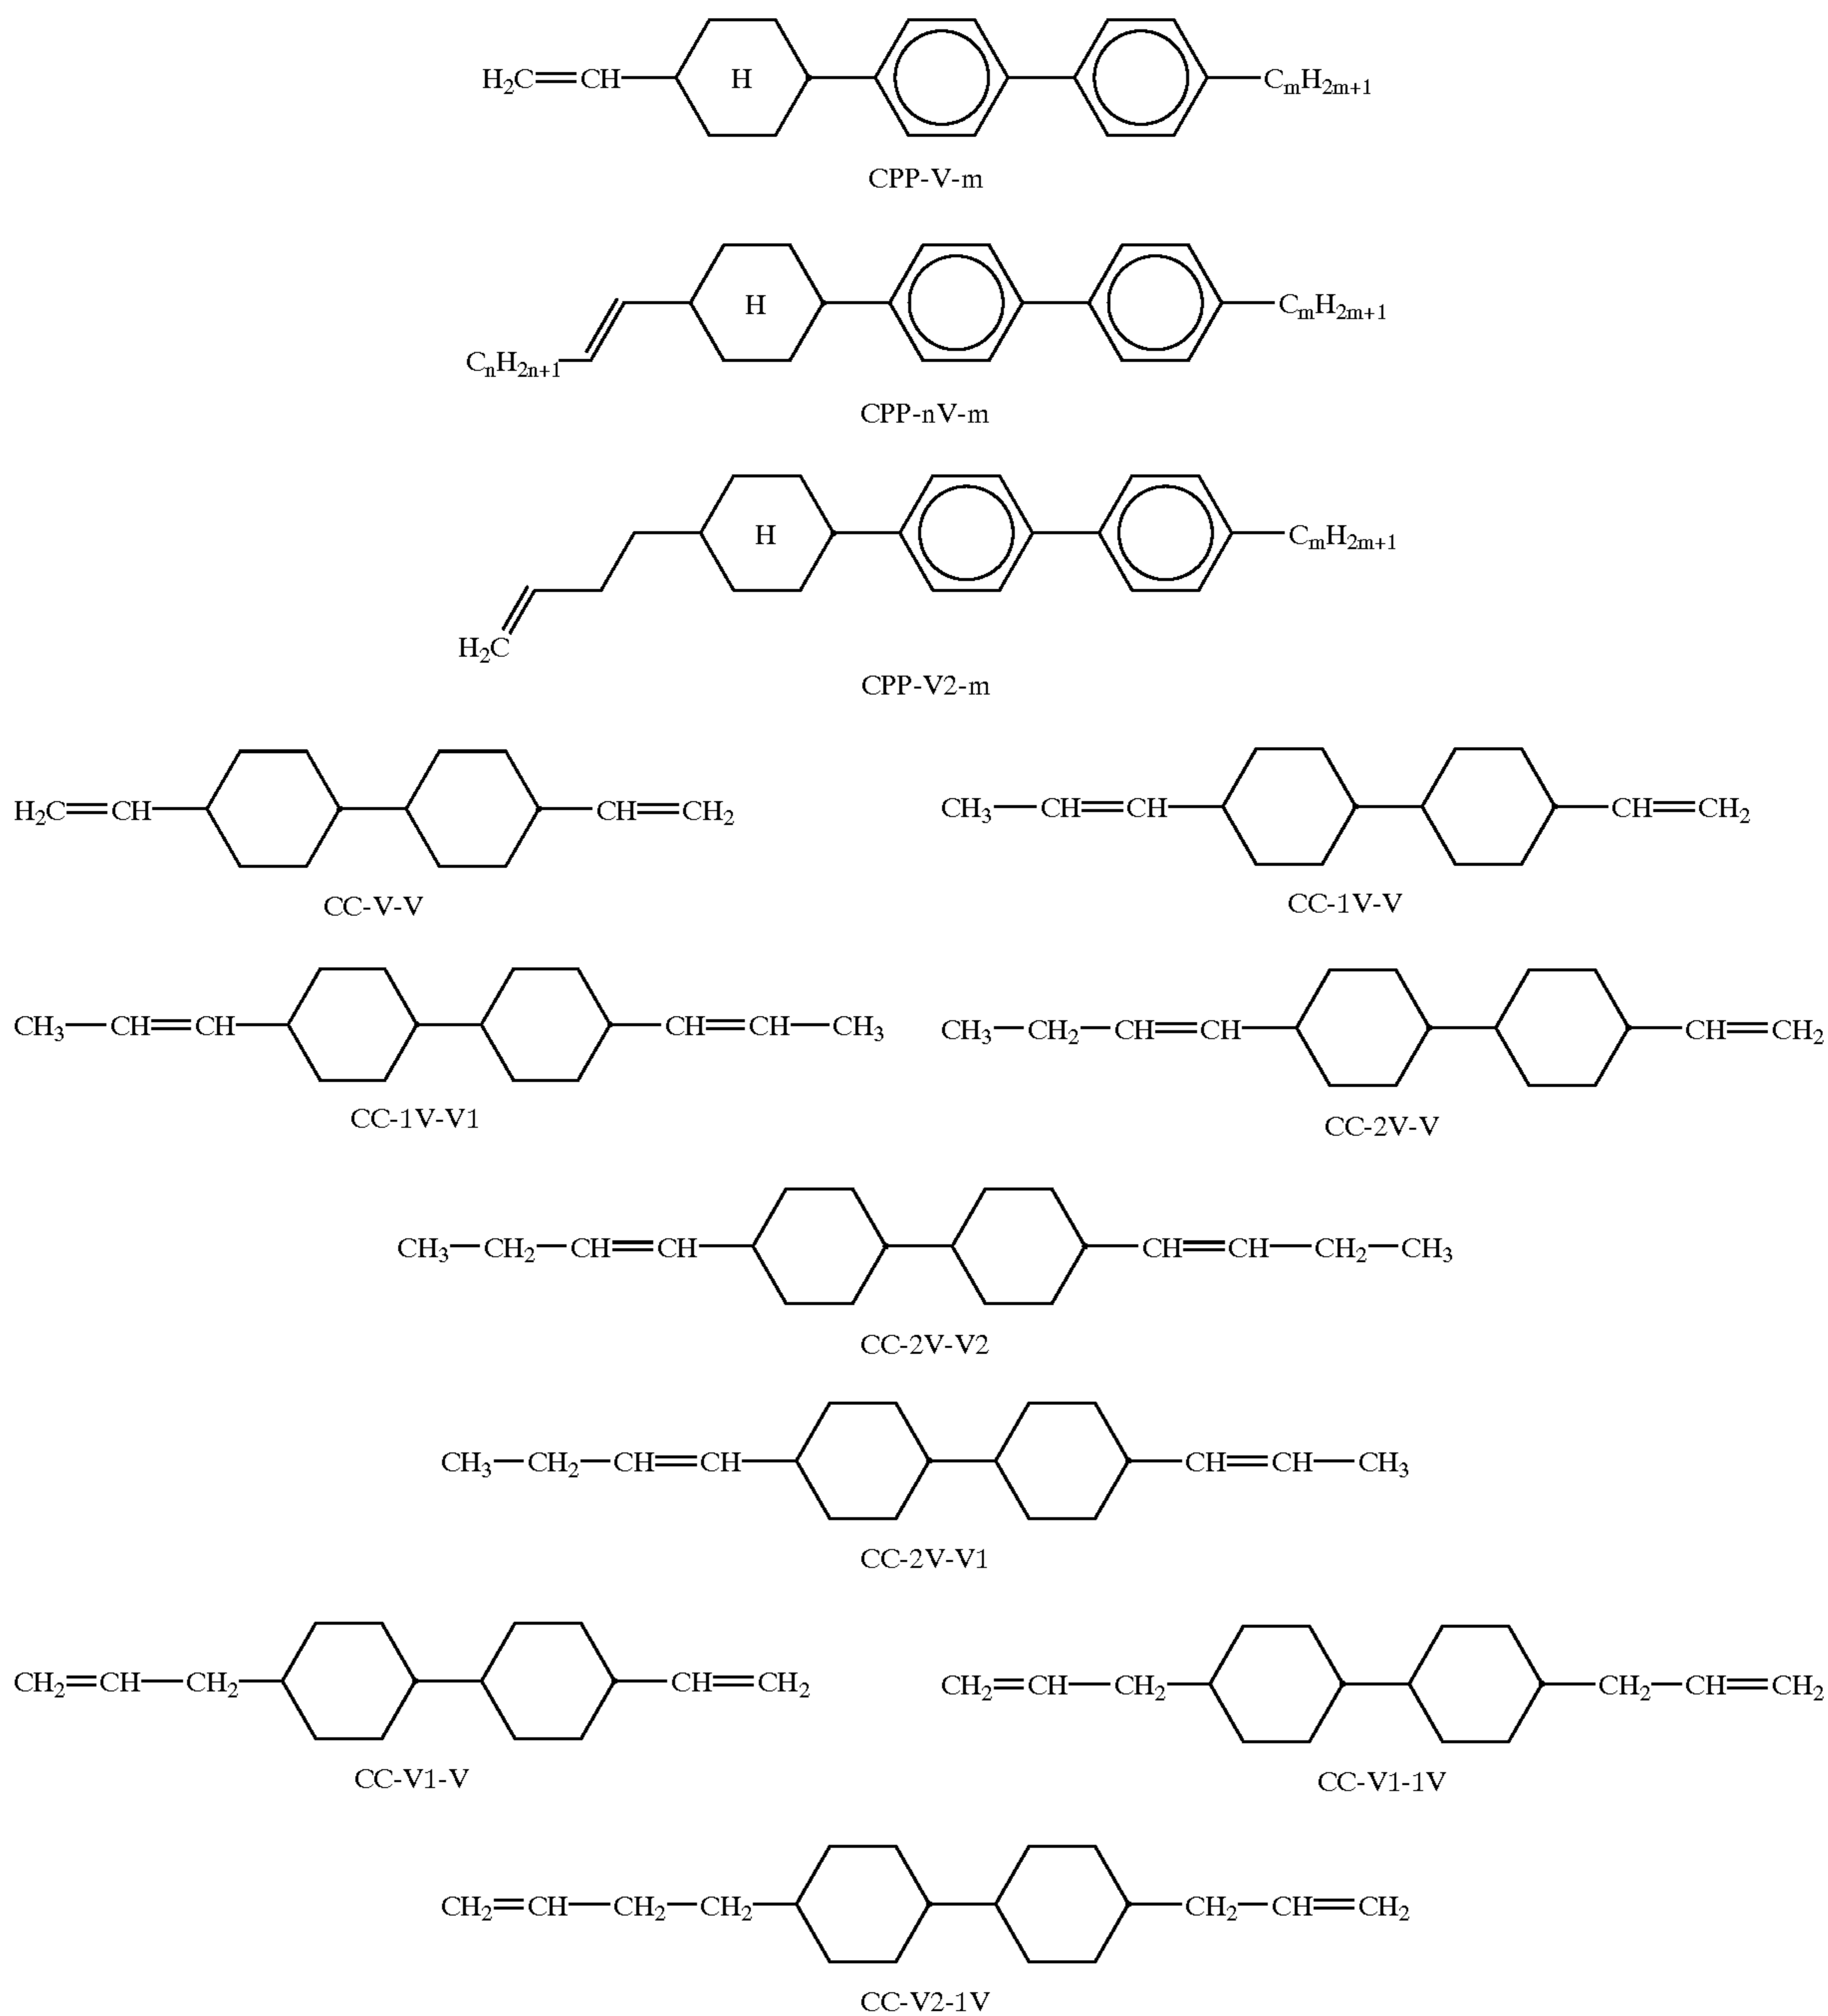 H₂C=CH H CₘH₂ₘ₊₁
CPP-V-m
H CₘH₂ₘ₊₁
CₙH₂ₙ₊₁
CPP-nV-m
H CₘH₂ₘ₊₁
H₂C
CPP-V2-m
H₂C=CH CH=CH₂
CC-V-V
CH₃—CH=CH CH=CH₂
CC-1V-V
CH₃—CH=CH CH=CH—CH₃
CC-1V-V1
CH₃—CH₂—CH=CH CH=CH₂
CC-2V-V
CH₃—CH₂—CH=CH CH=CH—CH₂—CH₃
CC-2V-V2
CH₃—CH₂—CH=CH CH=CH—CH₃
CC-2V-V1
CH₂=CH—CH₂ CH=CH₂
CC-V1-V
CH₂=CH—CH₂ CH₂—CH=CH₂
CC-V1-1V
CH₂=CH—CH₂—CH₂ CH₂—CH=CH₂
CC-V2-1V